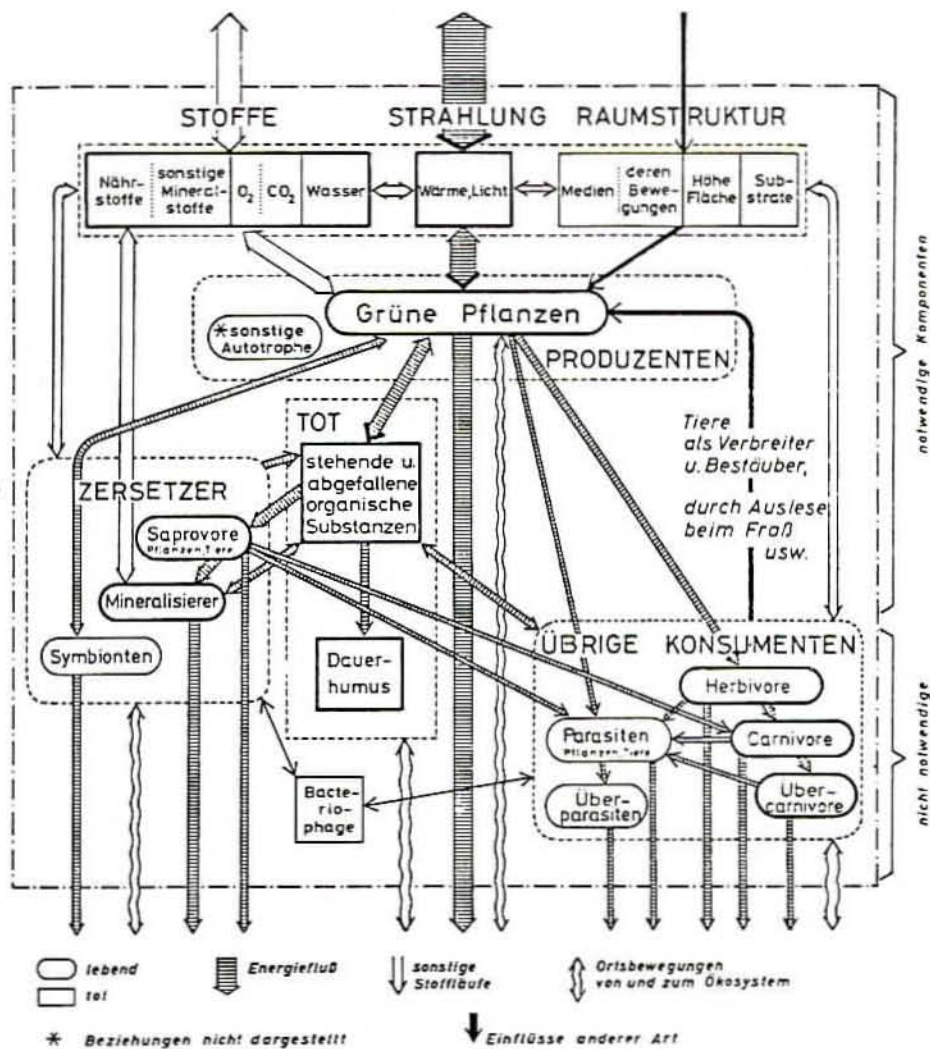 STOFFE
STRAHLUNG
RAUMSTRUKTUR
Nähr-
stoffe
sonstige
Mineral-
stoffe
O₂
CO₂
Wasser
Wärme, Licht
Medien
deren
Bewe-
gungen
Höhe
Fläche
Sub-
strate
Grüne Pflanzen
*sonstige
Autotrophe
PRODUZENTEN
notwendige Komponenten
Tiere
als Verbreiter
u. Bestäuber,
durch Auslese
beim Fraß
usw.
TOT
stehende u.
abgefallene
organische
Substanzen
ZERSETZER
Saprovore
Pflanzen, Tiere
Mineralisierer
Symbionten
Dauer-
humus
ÜBRIGE KONSUMENTEN
Herbivore
Parasiten
Pflanzen, Tiere
Carnivore
Über-
parasiten
Über-
carnivore
Bacte-
rio-
phage
nicht notwendige
lebend
tot
Energiefluß
sonstige
Stoffläufe
Ortsbewegungen
von und zum Ökosystem
* Beziehungen nicht dargestellt
Einflüsse anderer Art